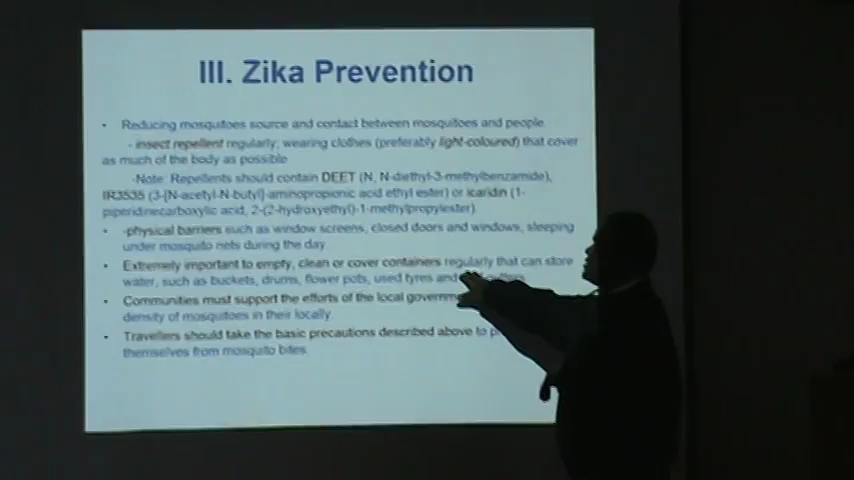 III. Zika Prevention
• Reducing mosquitoes source and contact between mosquitoes and people.
- insect repellent regularly; wearing clothes (preferably light-coloured) that cover
as much of the body as possible
-Note: Repellents should contain DEET (N, N-diethyl-3-methylbenzamide),
IR3535 (3-[N-acetyl-N-butyl]-aminopropionic acid ethyl ester) or icaridin (1-
piperidinecarboxylic acid, 2-(2-hydroxyethyl)-1-methylpropylester).
• -physical barriers such as window screens, closed doors and windows, sleeping
under mosquito nets during the day.
• Extremely important to empty, clean or cover containers regularly that can store
water, such as buckets, drums, flower pots, used tyres and
• Communities must support the efforts of the local
density of mosquitoes in their locally.
• Travellers should take the basic precautions described above to
themselves from mosquito bites.